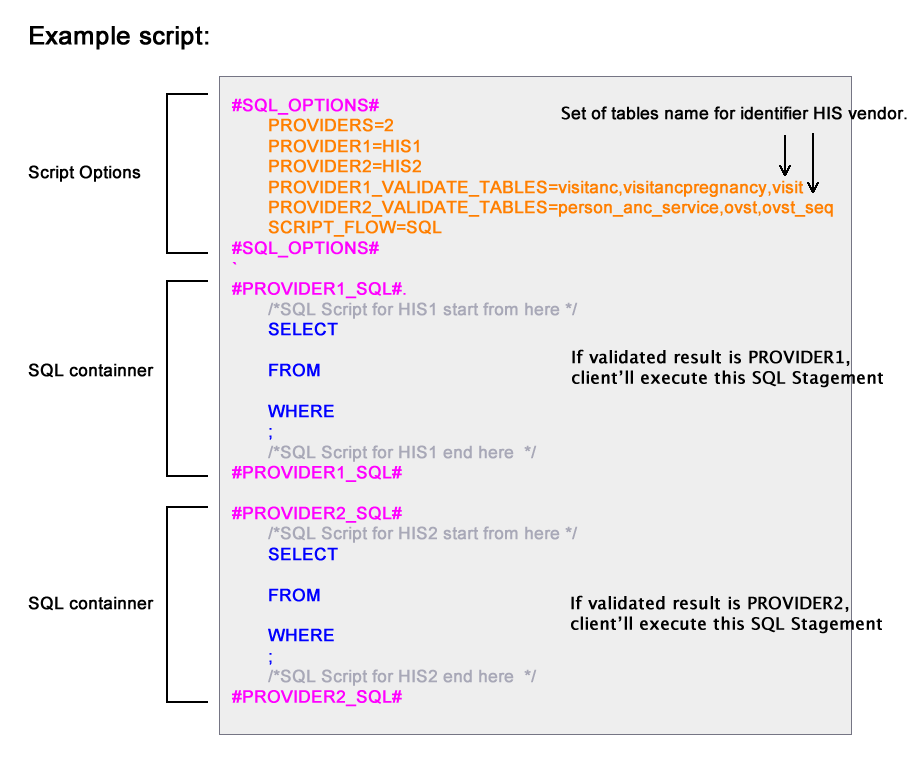 Example script:
#SQL_OPTIONS#
Set of tables name for identifier HIS vendor.
PROVIDERS=2
PROVIDER1=HIS1
PROVIDER2=HIS2
Script Options
PROVIDER1_VALIDATE_TABLES=visitanc,visitancpregnancy,visit
PROVIDER2_VALIDATE_TABLES=person_anc_service,ovst,ovst_seq
SCRIPT_FLOW=SQL
#SQL_OPTIONS#
`
#PROVIDER1_SQL#.
/*SQL Script for HIS1 start from here */
SELECT
If validated result is PROVIDER1,
client'll execute this SQL Stagement
SQL containner
FROM
WHERE
;
/*SQL Script for HIS1 end here  */
#PROVIDER1_SQL#
#PROVIDER2_SQL#
/*SQL Script for HIS2 start from here */
SELECT
FROM
SQL containner
If validated result is PROVIDER2,
client'll execute this SQL Stagement
WHERE
;
/*SQL Script for HIS2 end here  */
#PROVIDER2_SQL#